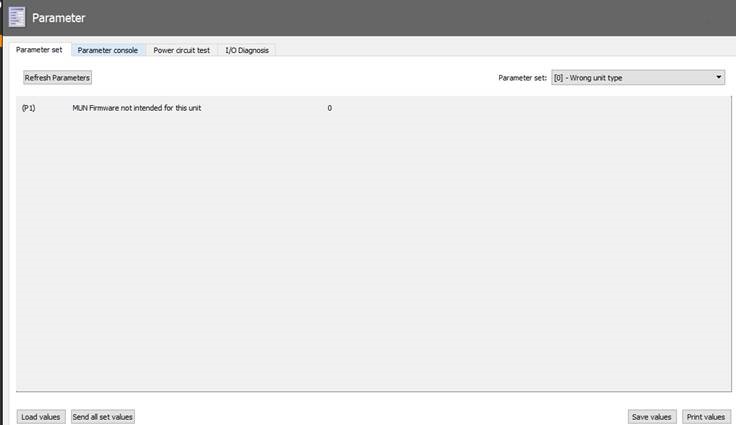 Parameter
Parameter set Parameter console Power circuit test I/O Diagnosis
Refresh Parameters Parameter set: [0] - Wrong unit type
(P1) MUN Firmware not intended for this unit 0
Load values Send all set values Save values Print values